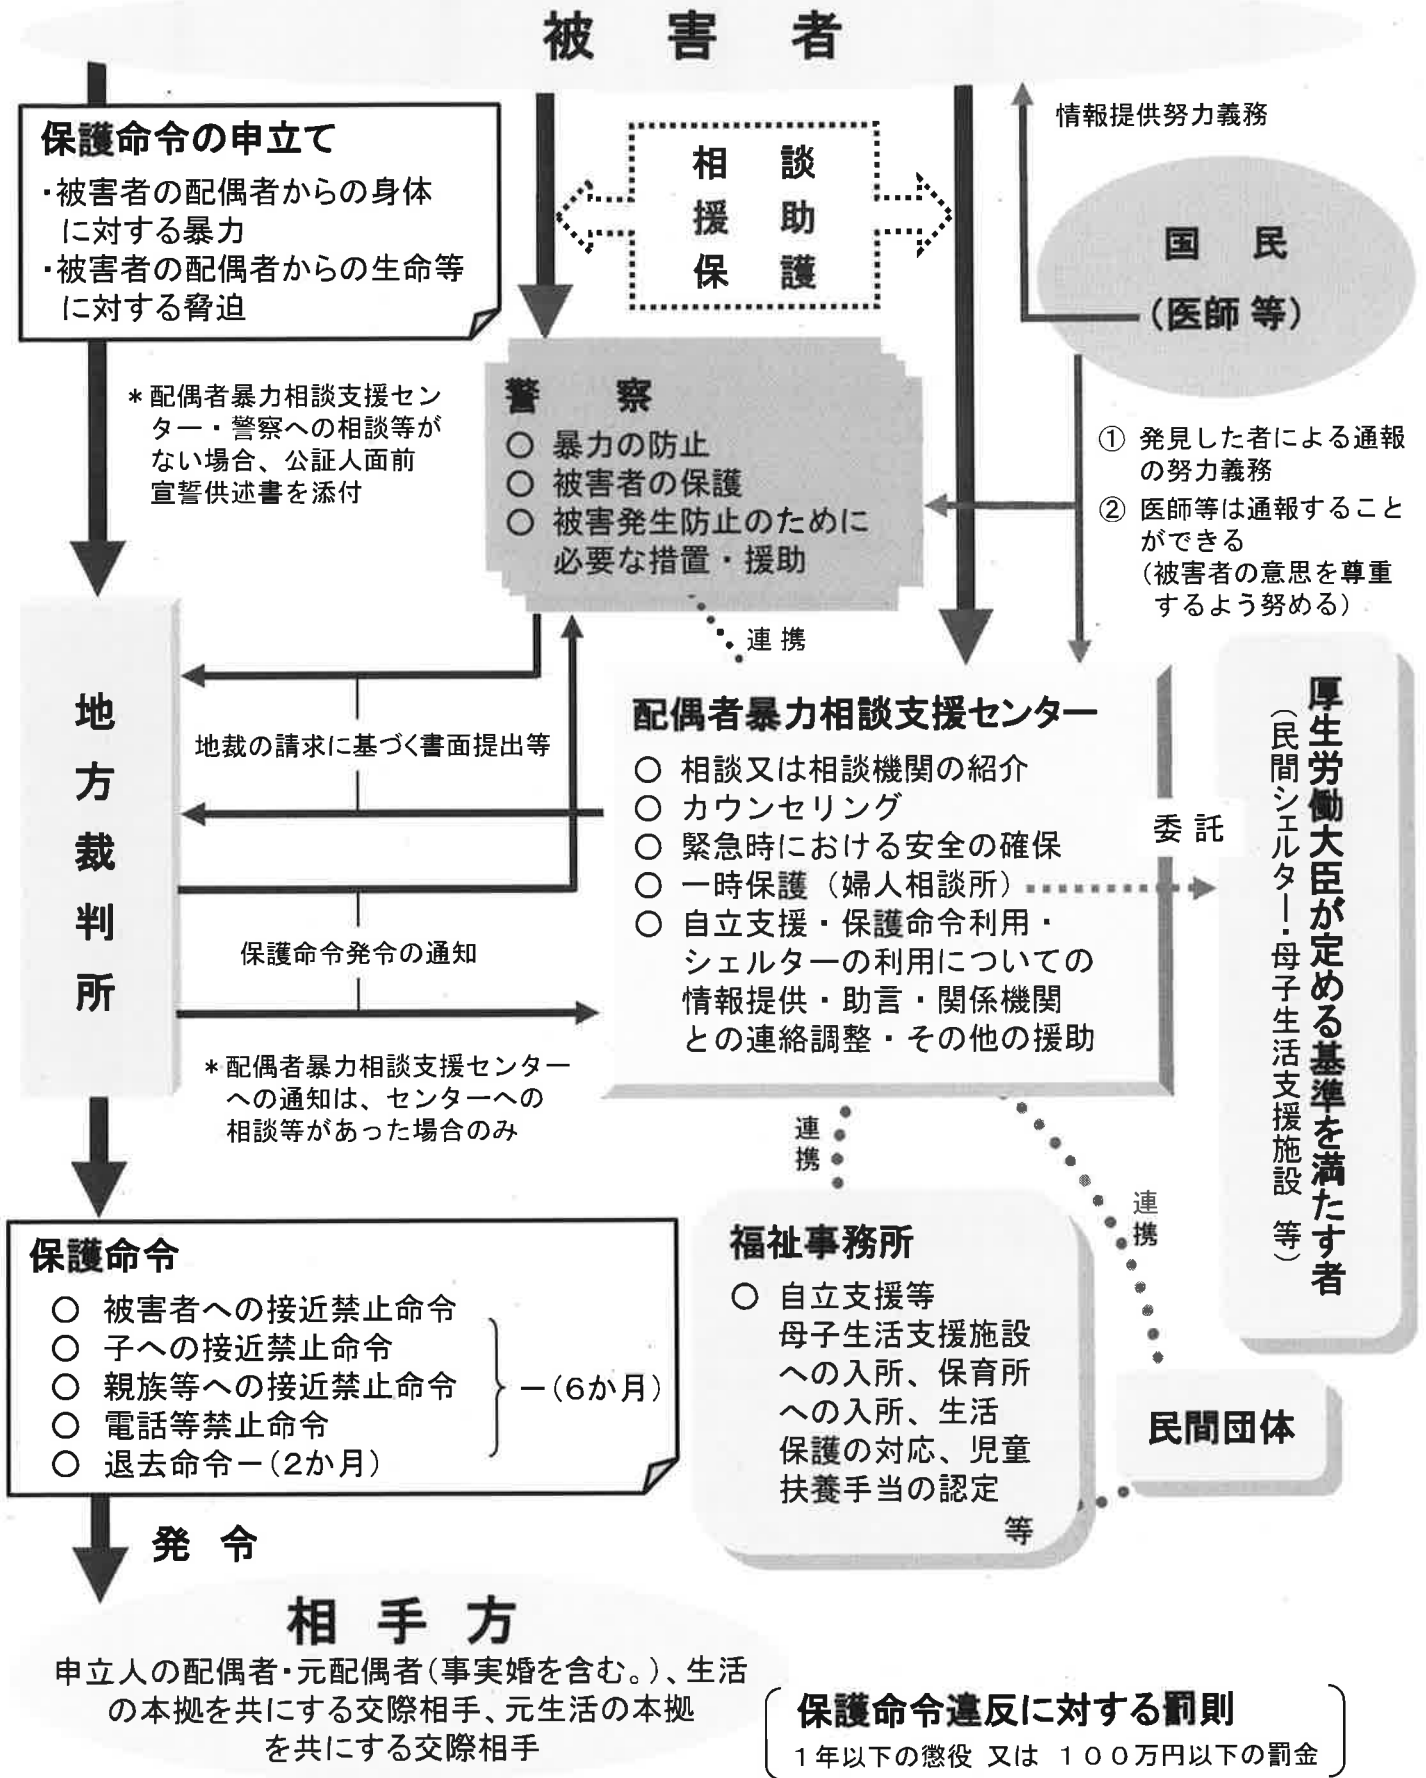 被害者
保護命令の申立て
・被害者の配偶者からの身体
に対する暴力
・被害者の配偶者からの生命等
に対する脅迫
相談
援助
保護
情報提供努力義務
国民
(医師等)
＊配偶者暴力相談支援セン
ター・警察への相談等が
ない場合、公証人面前
宣誓供述書を添付
警察
○ 暴力の防止
○ 被害者の保護
○ 被害発生防止のために
必要な措置・援助
① 発見した者による通報
の努力義務
② 医師等は通報すること
ができる
(被害者の意思を尊重
するよう努める)
連携
地方裁判所
地裁の請求に基づく書面提出等
保護命令発令の通知
＊配偶者暴力相談支援センター
への通知は、センターへの
相談等があった場合のみ
配偶者暴力相談支援センター
○ 相談又は相談機関の紹介
○ カウンセリング
○ 緊急時における安全の確保
○ 一時保護(婦人相談所)
○ 自立支援・保護命令利用・
シェルターの利用についての
情報提供・助言・関係機関
との連絡調整・その他の援助
委託
厚生労働大臣が定める基準を満たす者
(民間シェルター・母子生活支援施設 等)
連携
連携
保護命令
○ 被害者への接近禁止命令
○ 子への接近禁止命令
○ 親族等への接近禁止命令
○ 電話等禁止命令
－(6か月)
○ 退去命令－(2か月)
福祉事務所
○ 自立支援等
母子生活支援施設
への入所、保育所
への入所、生活
保護の対応、児童
扶養手当の認定
等
民間団体
発令
相手方
申立人の配偶者・元配偶者(事実婚を含む。)、生活
の本拠を共にする交際相手、元生活の本拠
を共にする交際相手
保護命令違反に対する罰則
1年以下の懲役 又は 100万円以下の罰金